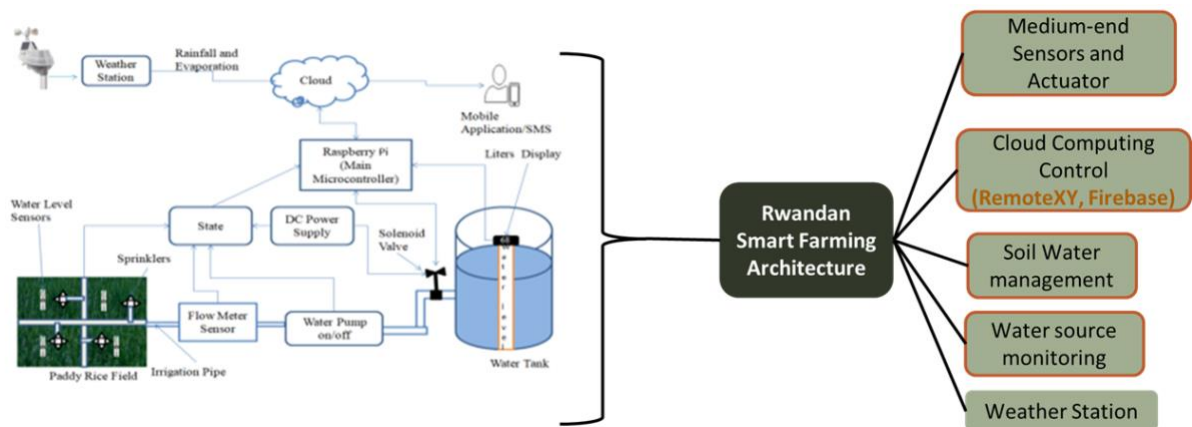 Weather
Station
Rainfall and
Evaporation
Cloud
Mobile
Application/SMS
Raspberry Pi
(Main
Microcontroller)
Liters Display
Water Level
Sensors
State
DC Power
Supply
Solenoid
Valve
Sprinklers
Flow Meter
Sensor
Water Pump
on/off
Water level
Irrigation Pipe
Paddy Rice Field
Water Tank
Rwandan
Smart Farming
Architecture
Medium-end
Sensors and
Actuator
Cloud Computing
Control
(RemoteXY, Firebase)
Soil Water
management
Water source
monitoring
Weather Station